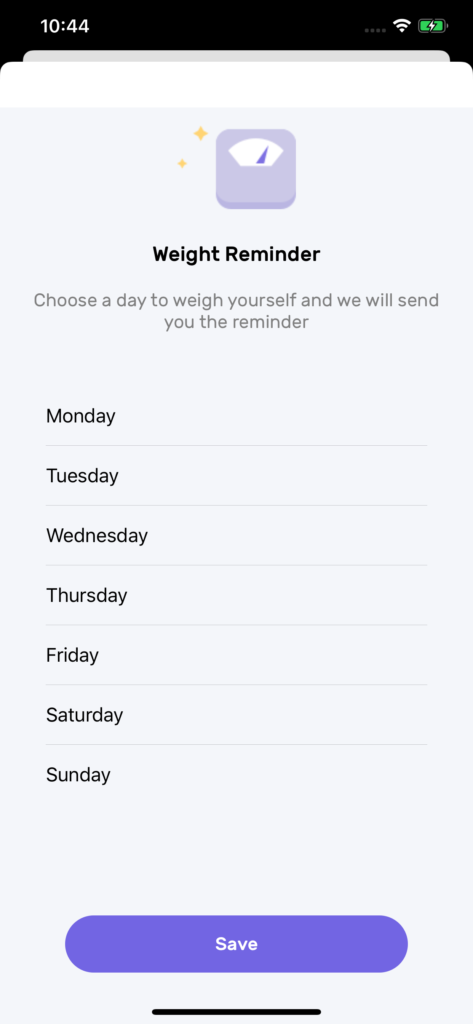 10:44
Weight Reminder
Choose a day to weigh yourself and we will send
you the reminder
Monday
Tuesday
Wednesday
Thursday
Friday
Saturday
Sunday
Save